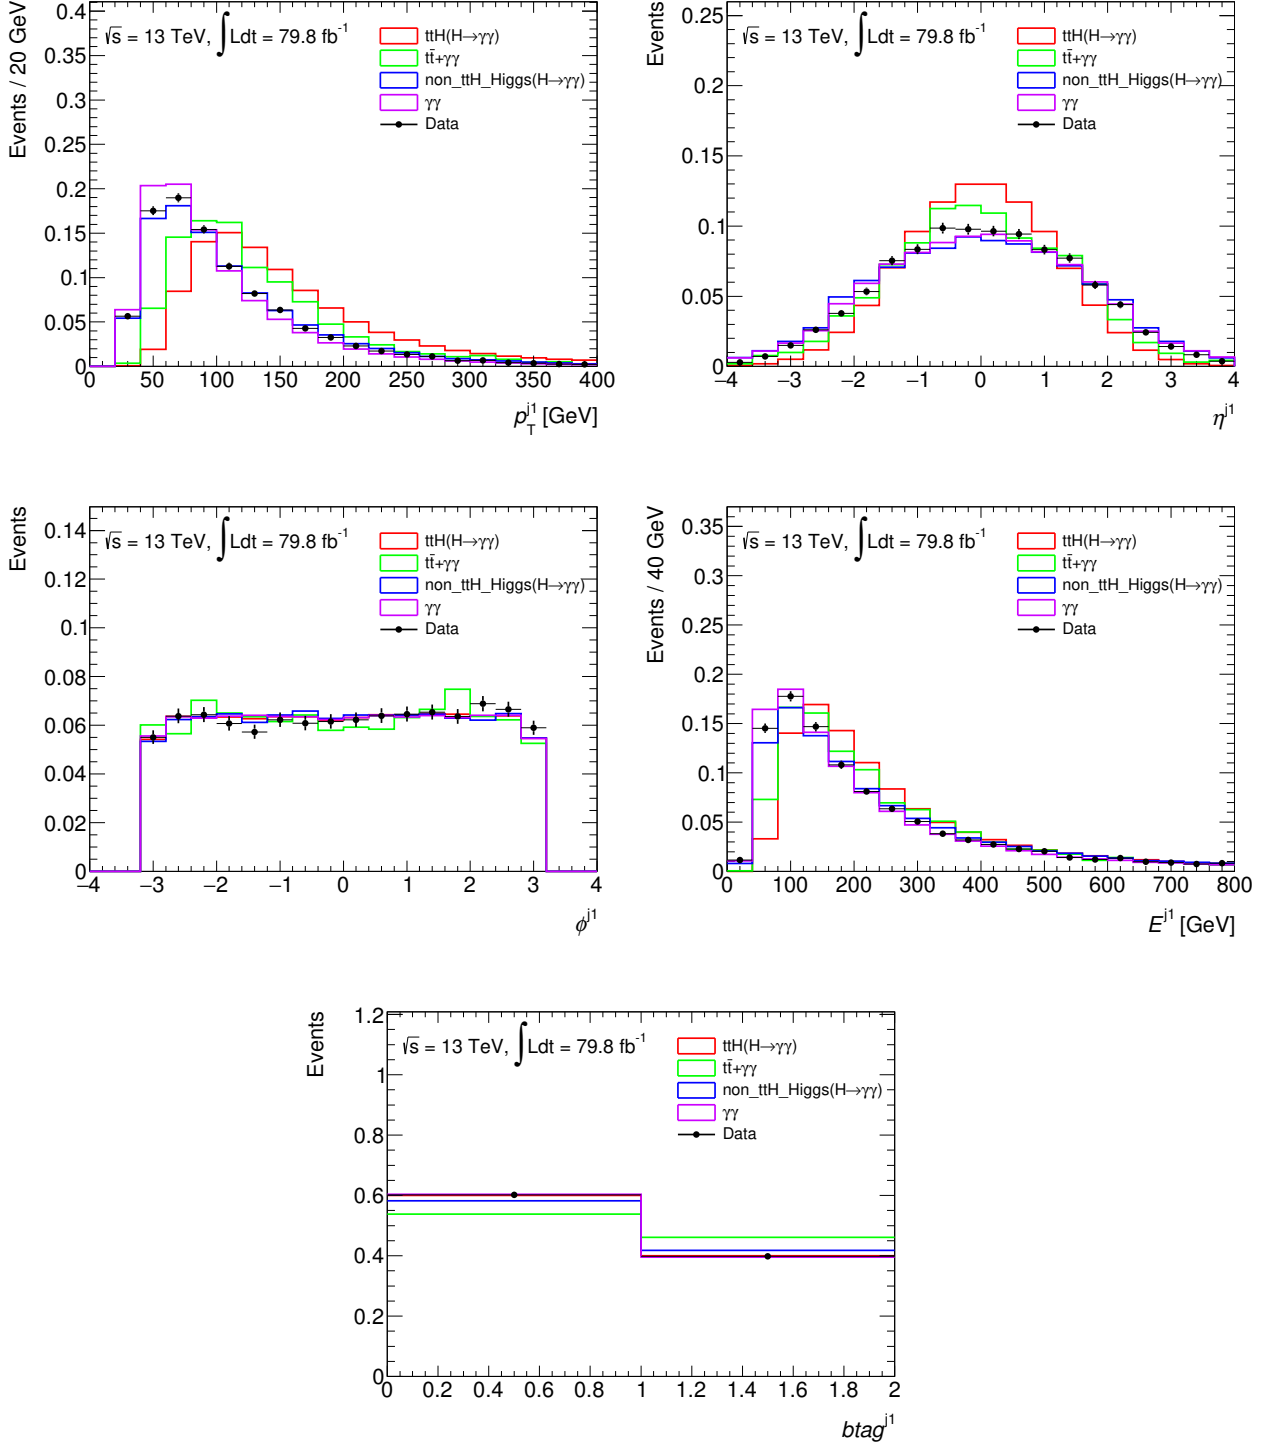 Events / 20 GeV
√s = 13 TeV, ∫Ldt = 79.8 fb⁻¹
ttH(H→γγ)
tt̄+γγ
non_ttH_Higgs(H→γγ)
γγ
Data
0.4
0.35
0.3
0.25
0.2
0.15
0.1
0.05
0
0 50 100 150 200 250 300 350 400
p_T^j1 [GeV]
Events
√s = 13 TeV, ∫Ldt = 79.8 fb⁻¹
ttH(H→γγ)
tt̄+γγ
non_ttH_Higgs(H→γγ)
γγ
Data
0.25
0.2
0.15
0.1
0.05
0
−4 −3 −2 −1 0 1 2 3 4
η^j1
Events
√s = 13 TeV, ∫Ldt = 79.8 fb⁻¹
ttH(H→γγ)
tt̄+γγ
non_ttH_Higgs(H→γγ)
γγ
Data
0.14
0.12
0.1
0.08
0.06
0.04
0.02
0
−4 −3 −2 −1 0 1 2 3 4
ϕ^j1
Events / 40 GeV
√s = 13 TeV, ∫Ldt = 79.8 fb⁻¹
ttH(H→γγ)
tt̄+γγ
non_ttH_Higgs(H→γγ)
γγ
Data
0.35
0.3
0.25
0.2
0.15
0.1
0.05
0
0 100 200 300 400 500 600 700 800
E^j1 [GeV]
Events
√s = 13 TeV, ∫Ldt = 79.8 fb⁻¹
ttH(H→γγ)
tt̄+γγ
non_ttH_Higgs(H→γγ)
γγ
Data
1.2
1
0.8
0.6
0.4
0.2
0
0 0.2 0.4 0.6 0.8 1 1.2 1.4 1.6 1.8 2
btag^j1